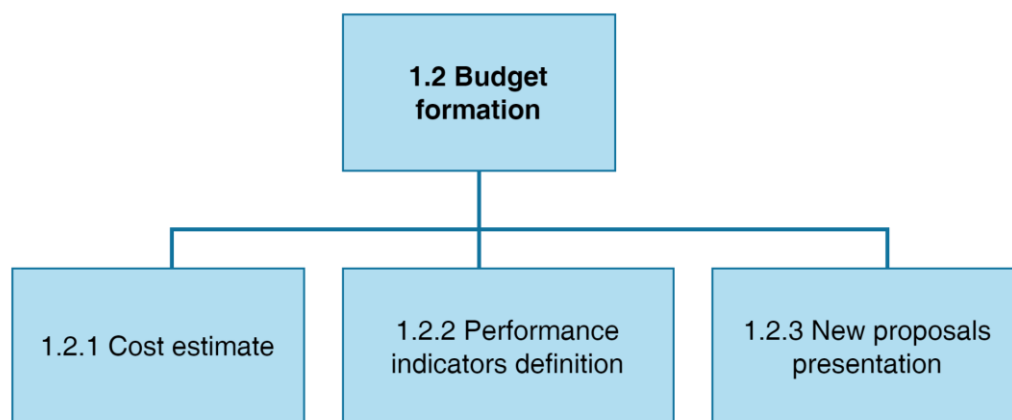 1.2 Budget
formation
1.2.1 Cost estimate
1.2.2 Performance
indicators definition
1.2.3 New proposals
presentation